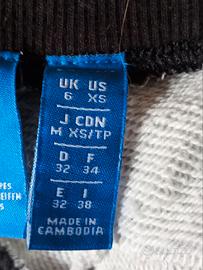 UK US
6 XS
J CDN
M XS/TP
D F
32 34
E I
32 38
MADE IN
CAMBODIA